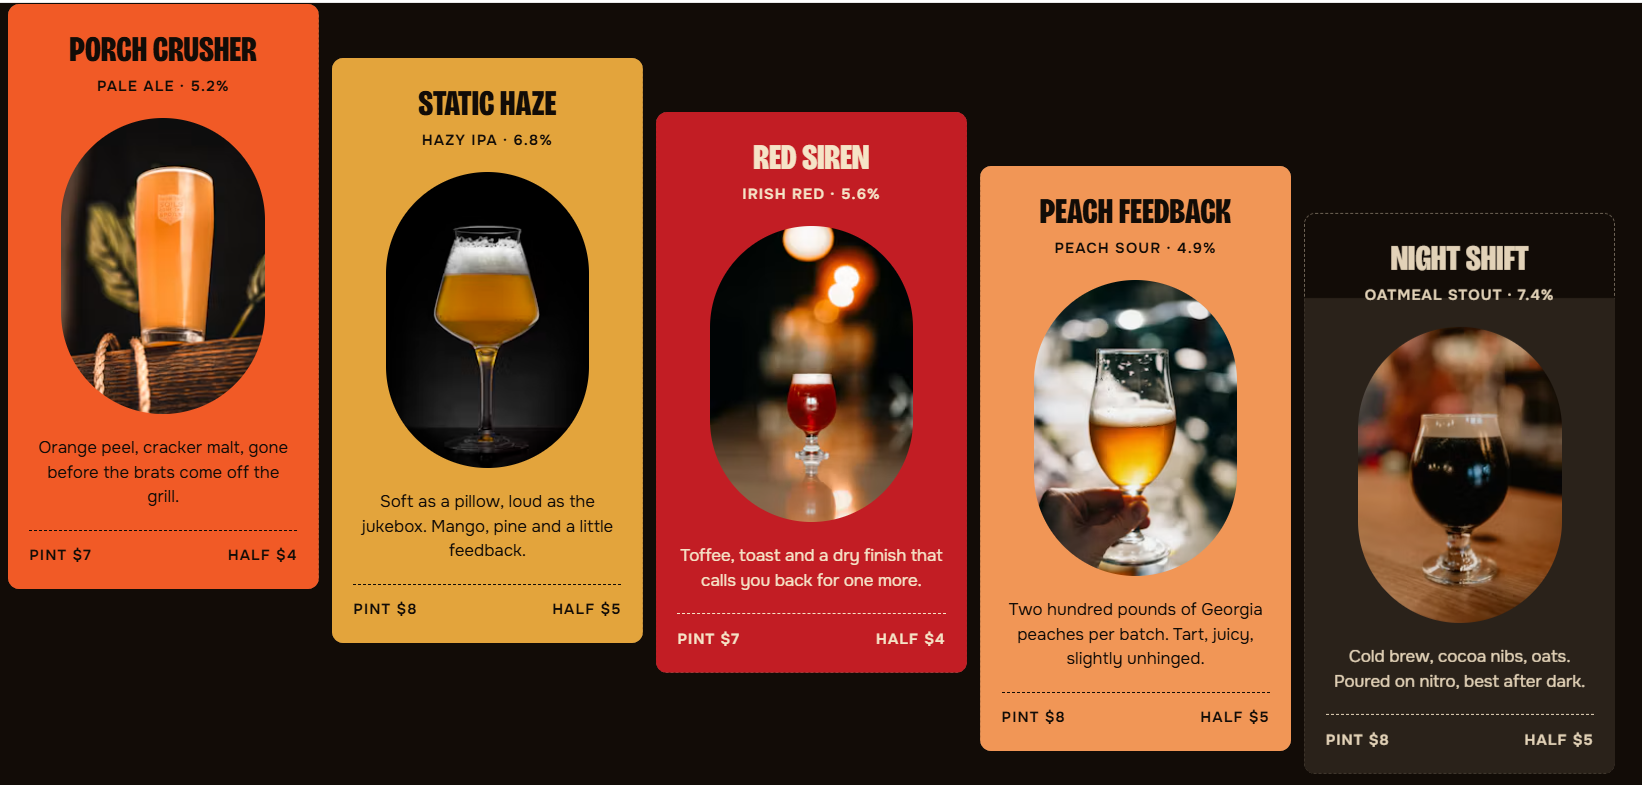 PORCH CRUSHER
PALE ALE · 5.2%
Orange peel, cracker malt, gone
before the brats come off the
grill.
PINT $7 HALF $4
STATIC HAZE
HAZY IPA · 6.8%
Soft as a pillow, loud as the
jukebox. Mango, pine and a little
feedback.
PINT $8 HALF $5
RED SIREN
IRISH RED · 5.6%
Toffee, toast and a dry finish that
calls you back for one more.
PINT $7 HALF $4
PEACH FEEDBACK
PEACH SOUR · 4.9%
Two hundred pounds of Georgia
peaches per batch. Tart, juicy,
slightly unhinged.
PINT $8 HALF $5
NIGHT SHIFT
OATMEAL STOUT · 7.4%
Cold brew, cocoa nibs, oats.
Poured on nitro, best after dark.
PINT $8 HALF $5